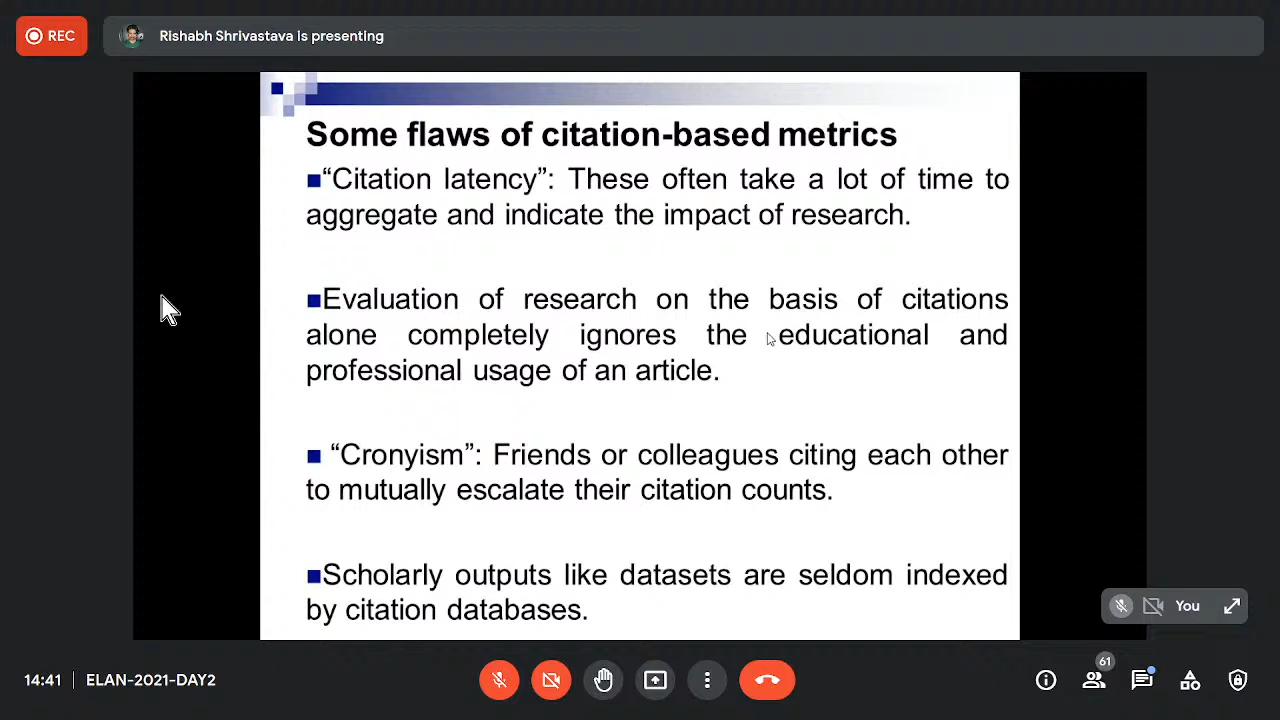 REC
Rishabh Shrivastava is presenting
Some flaws of citation-based metrics
“Citation latency”: These often take a lot of time to
aggregate and indicate the impact of research.
Evaluation of research on the basis of citations
alone completely ignores the educational and
professional usage of an article.
“Cronyism”: Friends or colleagues citing each other
to mutually escalate their citation counts.
Scholarly outputs like datasets are seldom indexed
by citation databases.
You
61
14:41 | ELAN-2021-DAY2